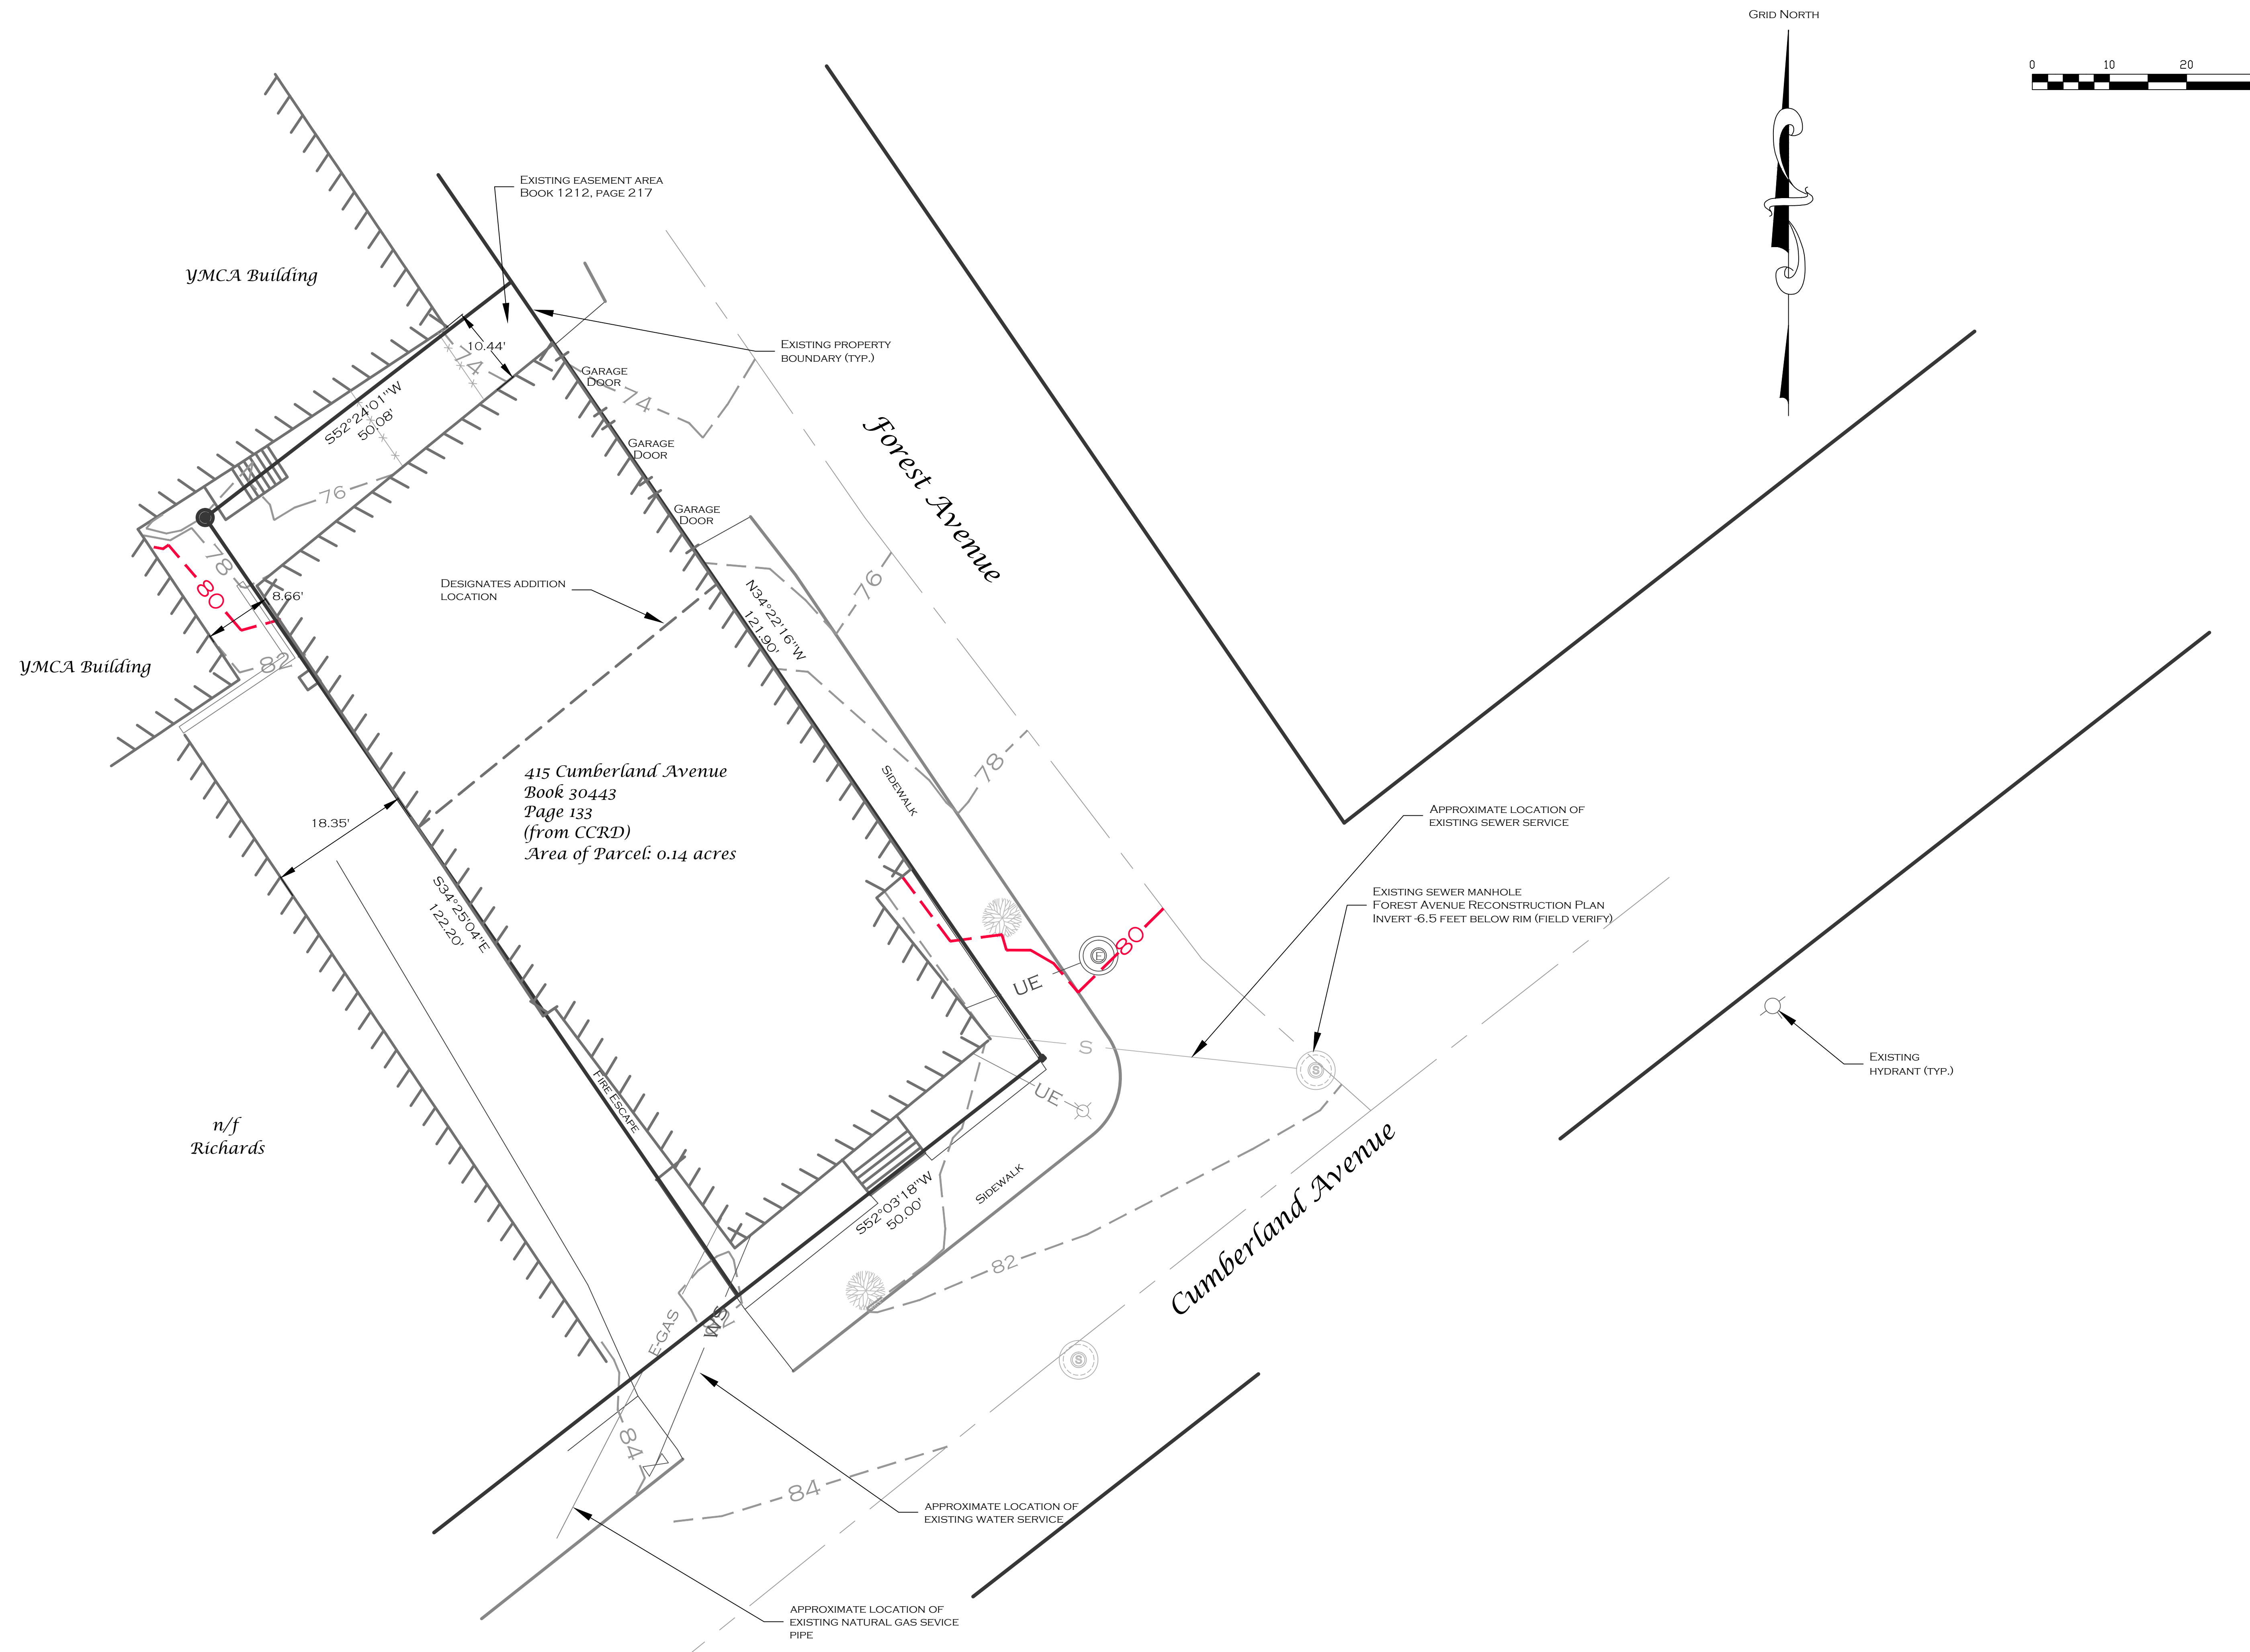 GRID NORTH
0 10 20
EXISTING EASEMENT AREA
BOOK 1212, PAGE 217
YMCA Building
10.44'
74
EXISTING PROPERTY
BOUNDARY (TYP.)
GARAGE
DOOR
74
S52°24'01"W
50.08'
GARAGE
DOOR
Forest Avenue
76
GARAGE
DOOR
78
80
8.66'
DESIGNATES ADDITION
LOCATION
76
N34°22'16"W
121.90'
82
YMCA Building
415 Cumberland Avenue
Book 30443
Page 133
(from CCRD)
Area of Parcel: 0.14 acres
78
SIDEWALK
18.35'
APPROXIMATE LOCATION OF
EXISTING SEWER SERVICE
S34°25'04"E
122.20'
EXISTING SEWER MANHOLE
FOREST AVENUE RECONSTRUCTION PLAN
INVERT -6.5 FEET BELOW RIM (FIELD VERIFY)
80
E
UE
S
S
EXISTING
HYDRANT (TYP.)
FIRE ESCAPE
UE
n/f
Richards
SIDEWALK
S52°03'18"W
50.00'
Cumberland Avenue
82
E-GAS
WS
82
S
84
84
APPROXIMATE LOCATION OF
EXISTING WATER SERVICE
APPROXIMATE LOCATION OF
EXISTING NATURAL GAS SEVICE
PIPE